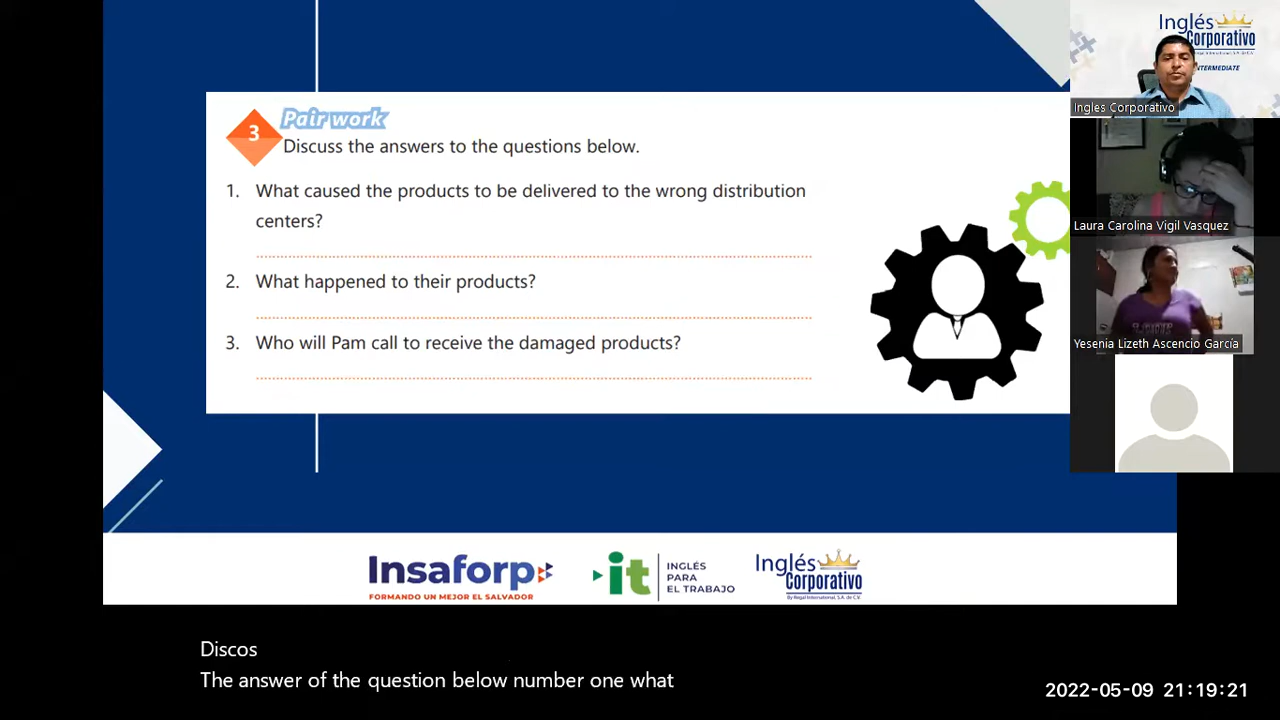 3
Pair work
Discuss the answers to the questions below.
1. What caused the products to be delivered to the wrong distribution
centers?
2. What happened to their products?
3. Who will Pam call to receive the damaged products?
Inglés
Corporativo
INTERMEDIATE
Ingles Corporativo
Laura Carolina Vigil Vasquez
Yesenia Lizeth Ascencio García
Insaforp
FORMANDO UN MEJOR EL SALVADOR
it
INGLÉS
PARA
EL TRABAJO
Inglés
Corporativo
By Regal International, S.A. de C.V.
Discos
The answer of the question below number one what
2022-05-09 21:19:21